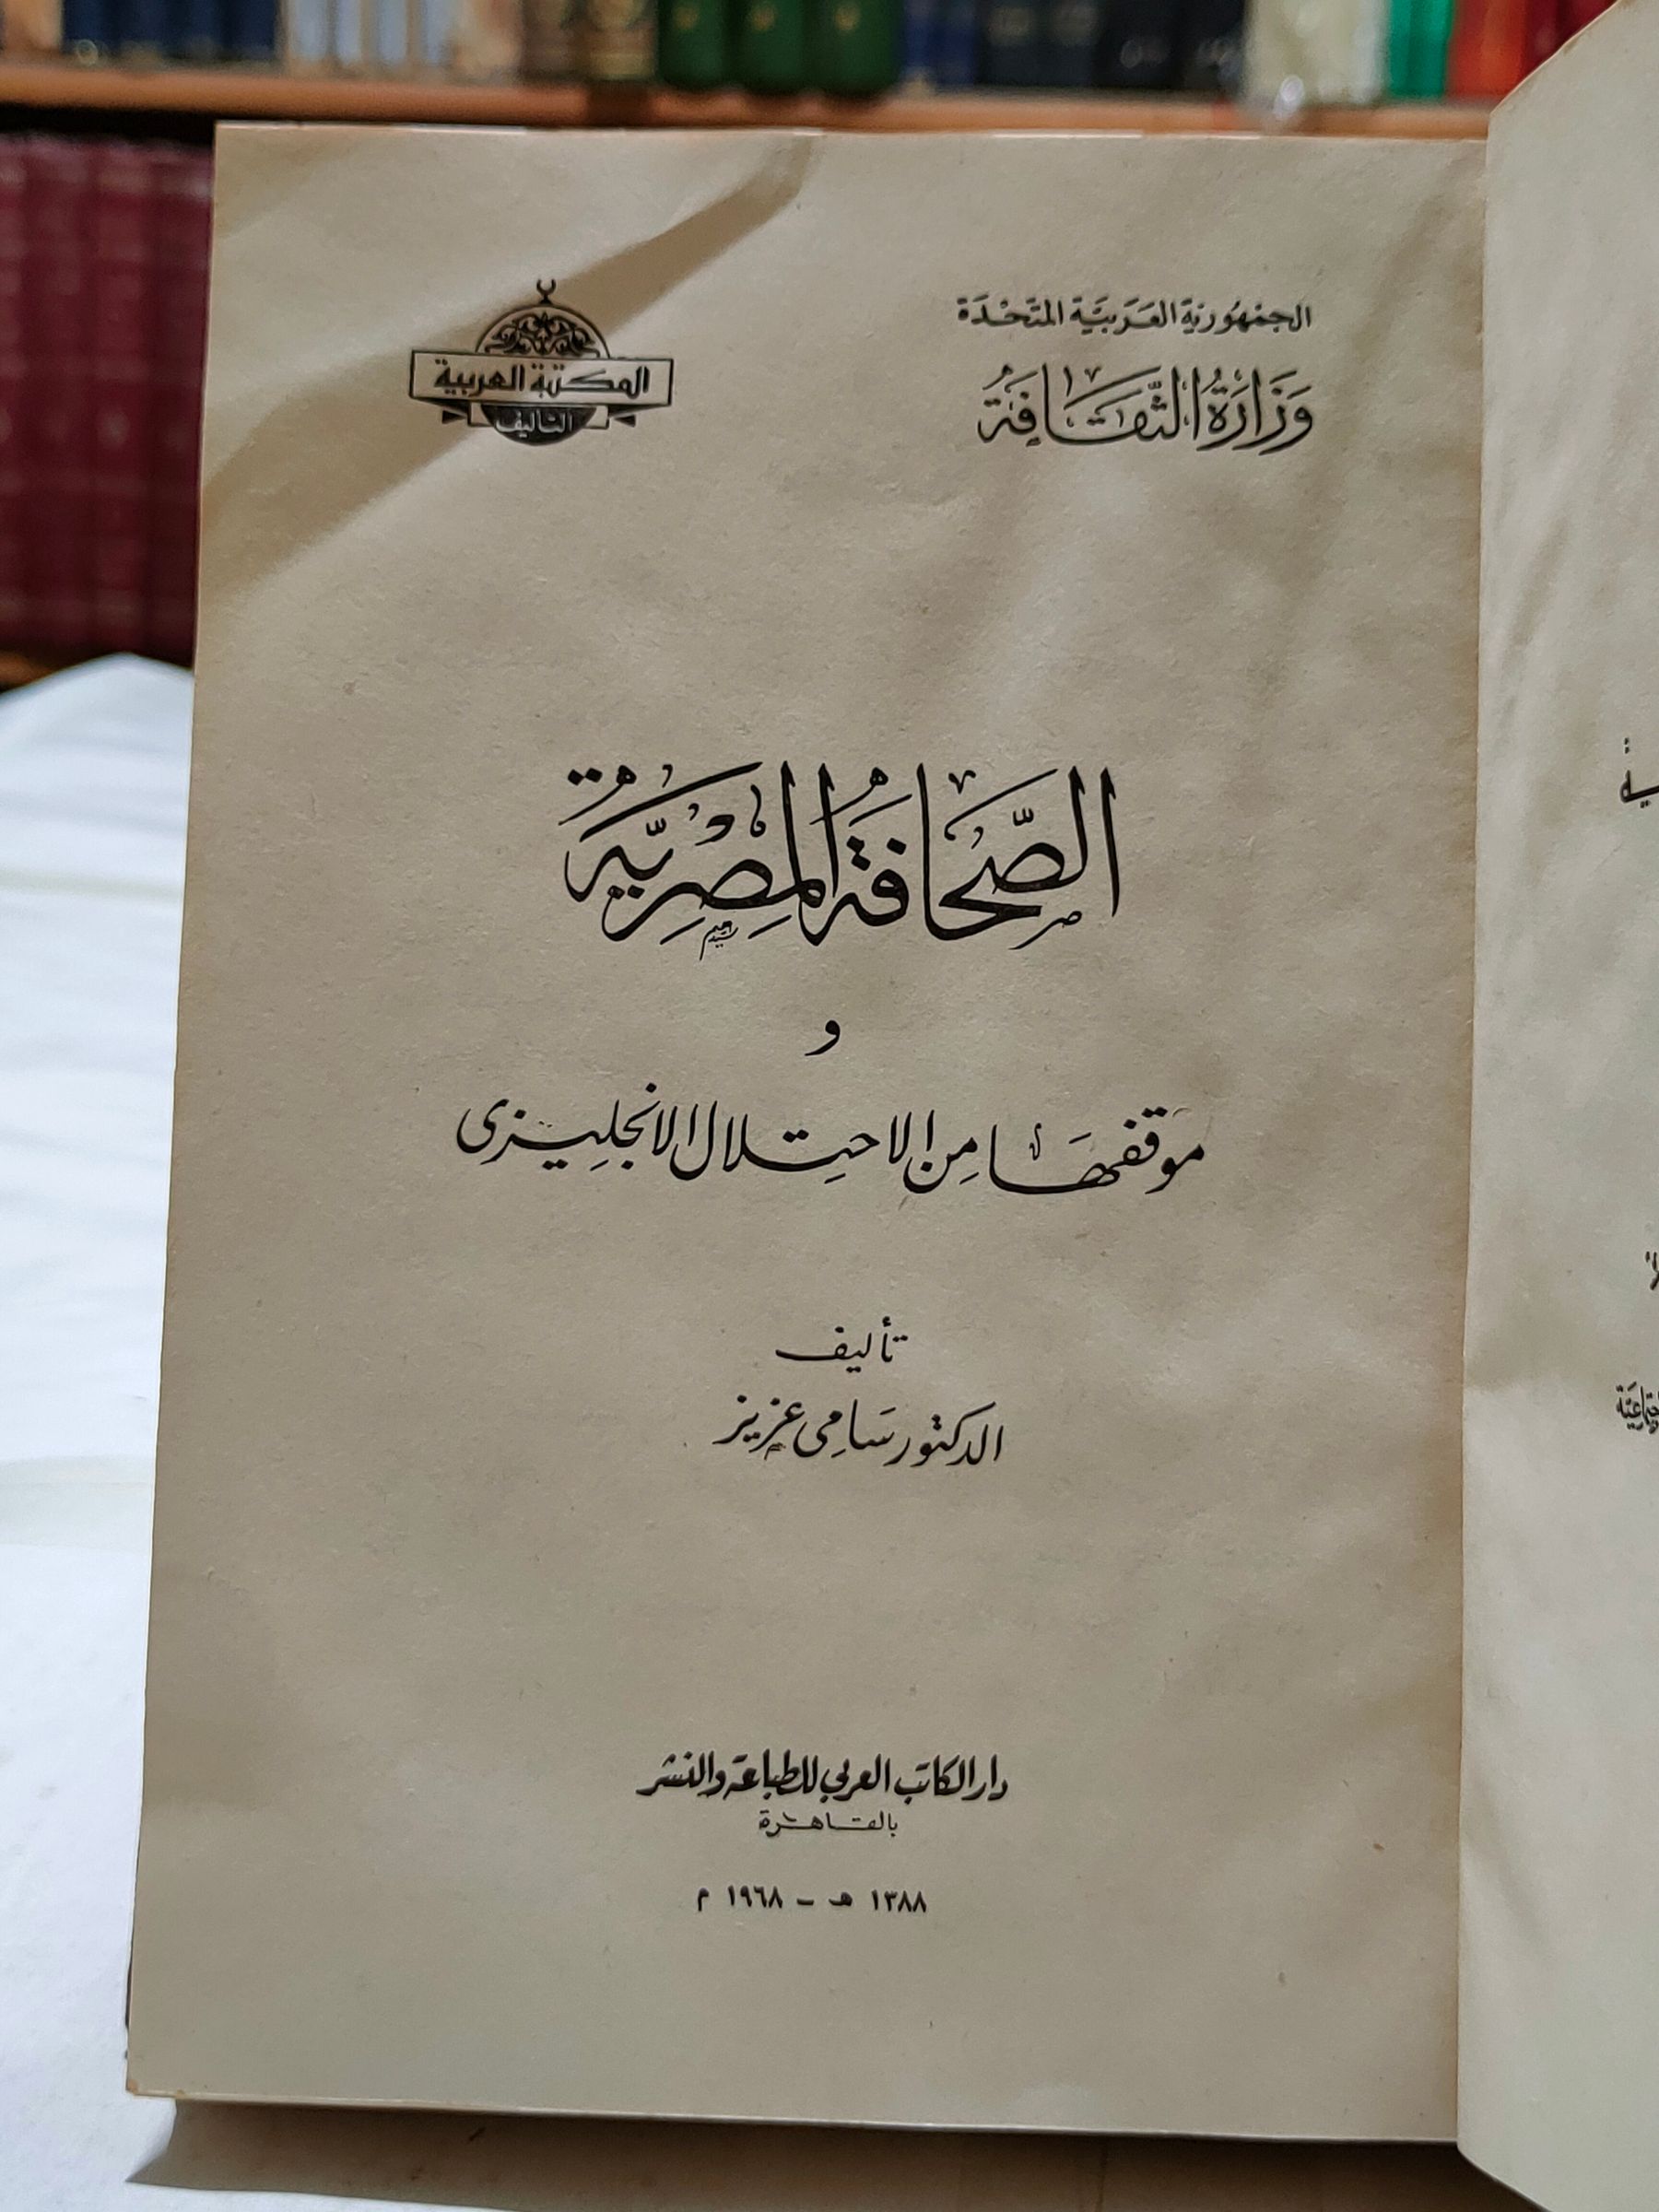 الجمهورية العربية المتحدة
وزارة الثقافة
المكتبة العربية
التأليف
الصحافة المصرية
و
موقفها من الاحتلال الانجليزى
تأليف
الدكتور سامى عزيز
دار الكاتب العربي للطباعة والنشر
بالقاهرة
١٣٨٨ هـ - ١٩٦٨ م